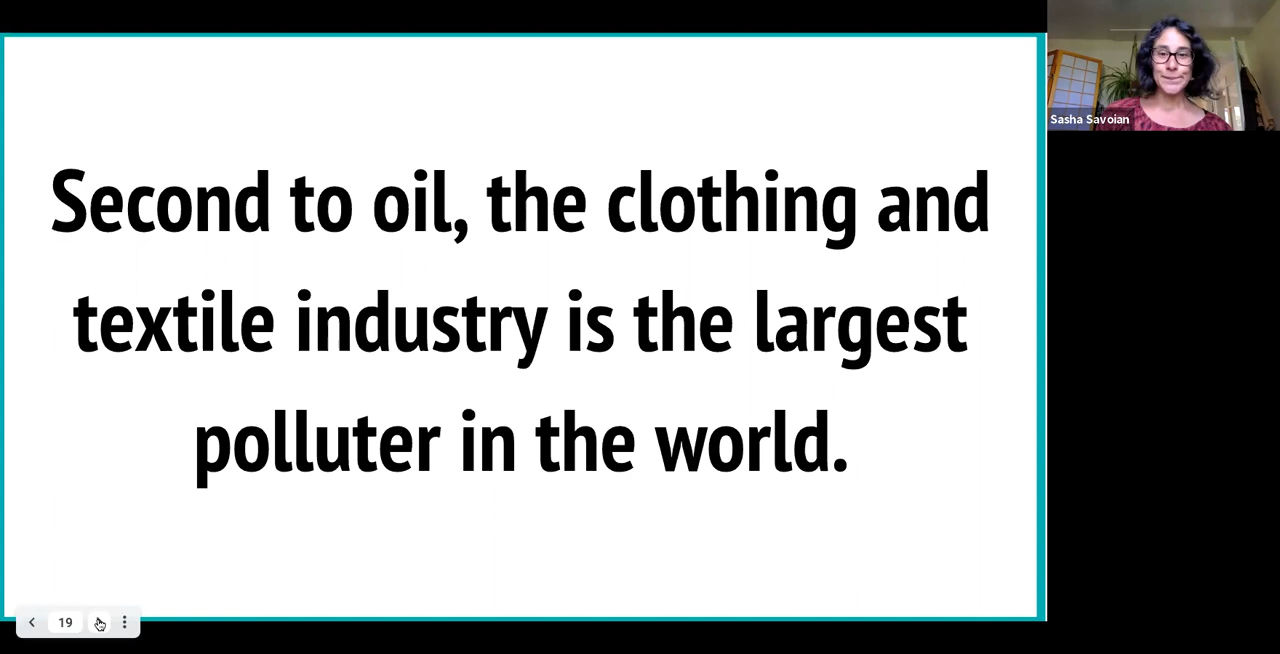 Second to oil, the clothing and
textile industry is the largest
polluter in the world.
Sasha Savoian
19